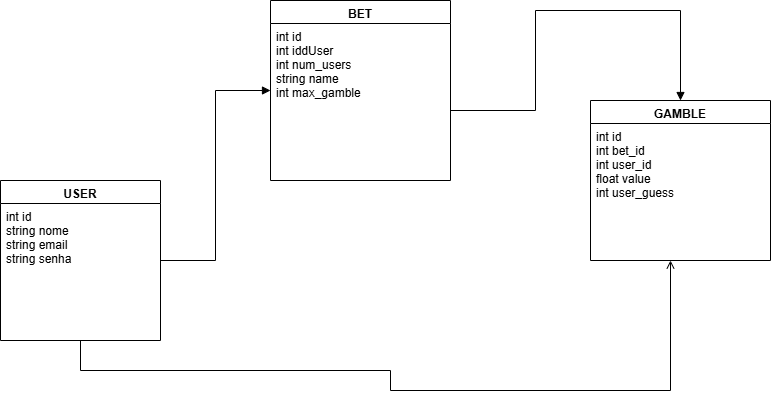 BET
int id
int iddUser
int num_users
string name
int max_gamble
GAMBLE
int id
int bet_id
int user_id
float value
int user_guess
USER
int id
string nome
string email
string senha